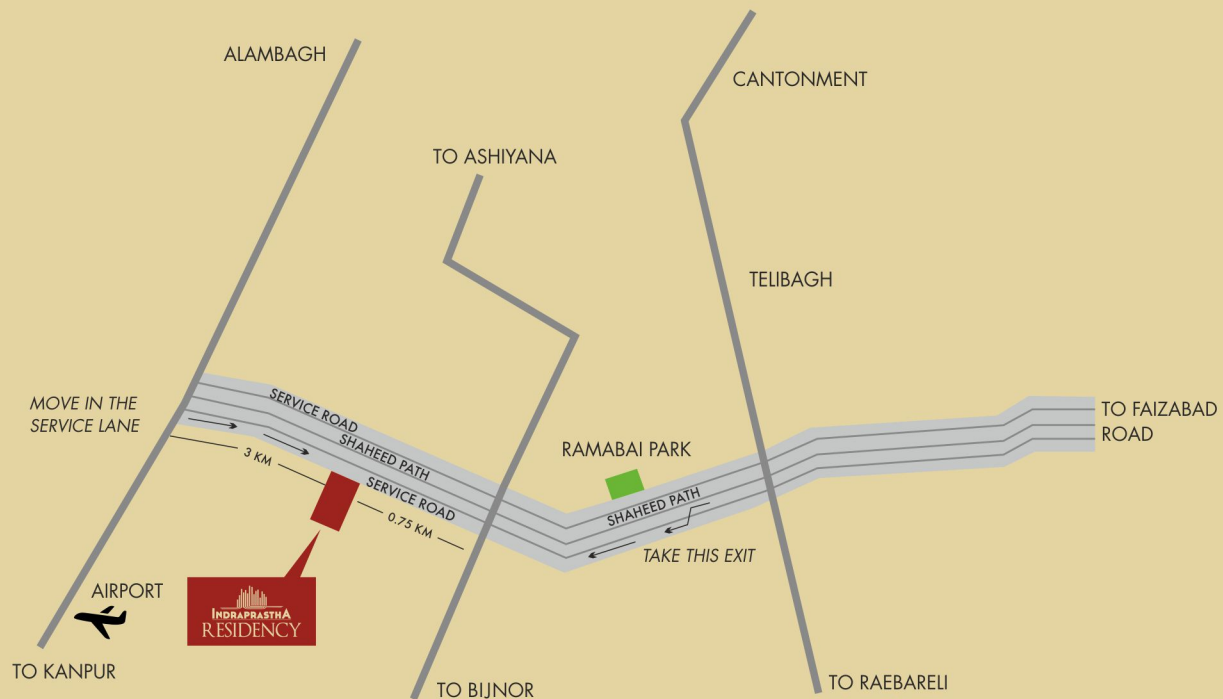 ALAMBAGH
CANTONMENT
TO ASHIYANA
TELIBAGH
MOVE IN THE
SERVICE LANE
SERVICE ROAD
SHAHEED PATH
3 KM
SERVICE ROAD
0.75 KM
RAMABAI PARK
SHAHEED PATH
TAKE THIS EXIT
TO FAIZABAD
ROAD
AIRPORT
INDRAPRASTHA
RESIDENCY
TO KANPUR
TO BIJNOR
TO RAEBARELI